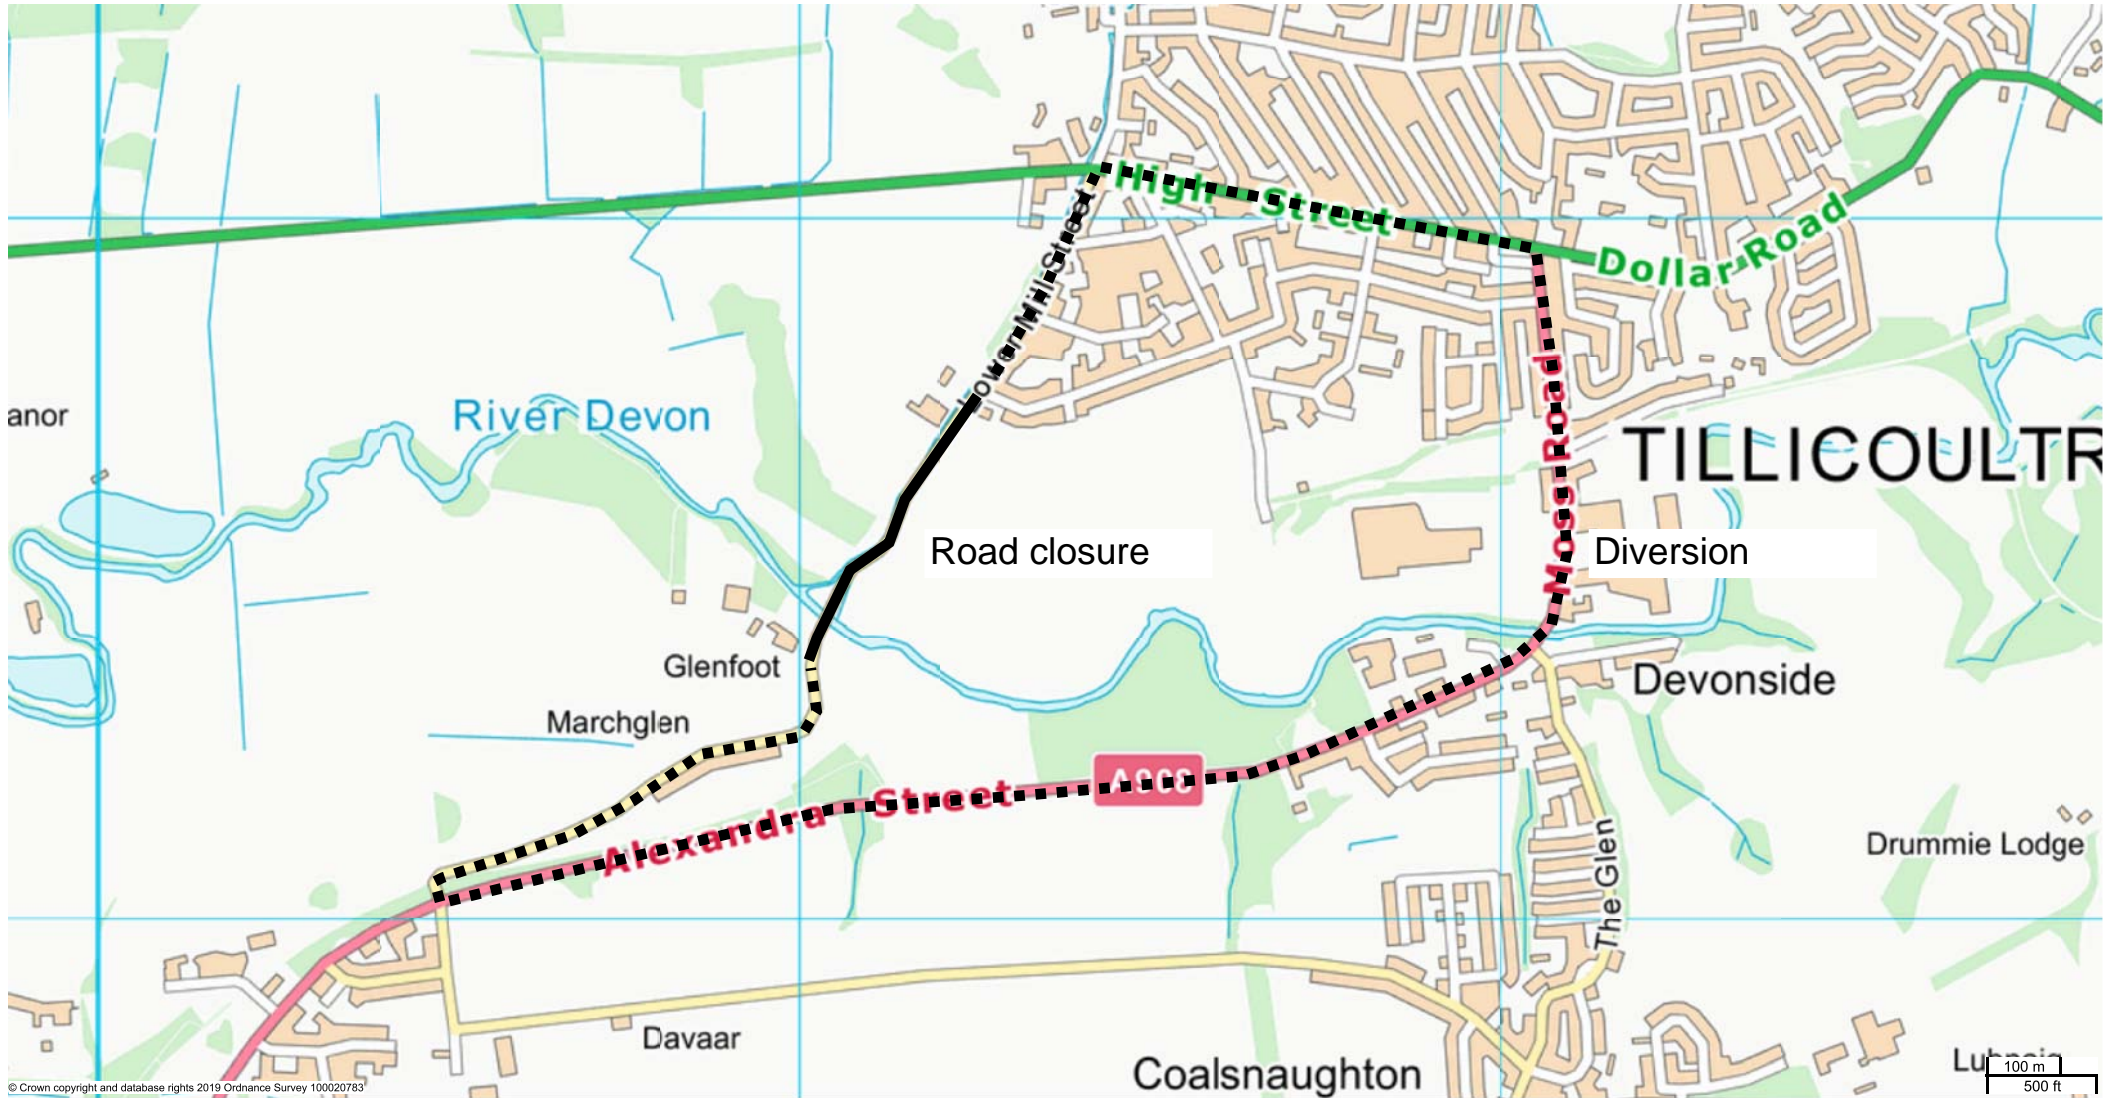 High Street
Lower Mill Street
Dollar Road
River Devon
anor
Moss Road
TILLICOULTR
Road closure
Diversion
Glenfoot
Devonside
Marchglen
Alexandra Street
A908
The Glen
Drummie Lodge
Davaar
Coalsnaughton
100 m
500 ft
© Crown copyright and database rights 2019 Ordnance Survey 100020783